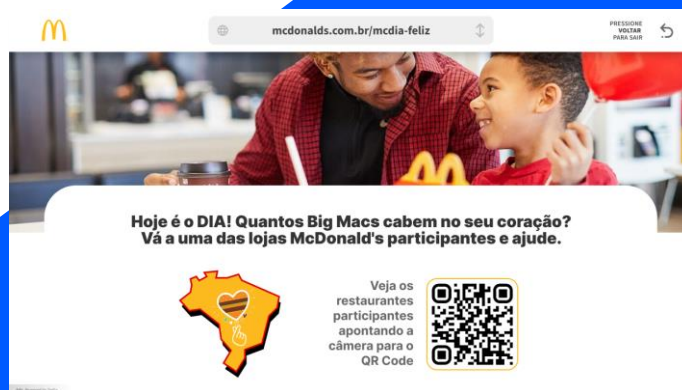 mcdonalds.com.br/mcdia-feliz
PRESSIONE
VOLTAR
PARA SAIR
Hoje é o DIA! Quantos Big Macs cabem no seu coração?
Vá a uma das lojas McDonald's participantes e ajude.
Veja os
restaurantes
participantes
apontando a
câmera para o
QR Code